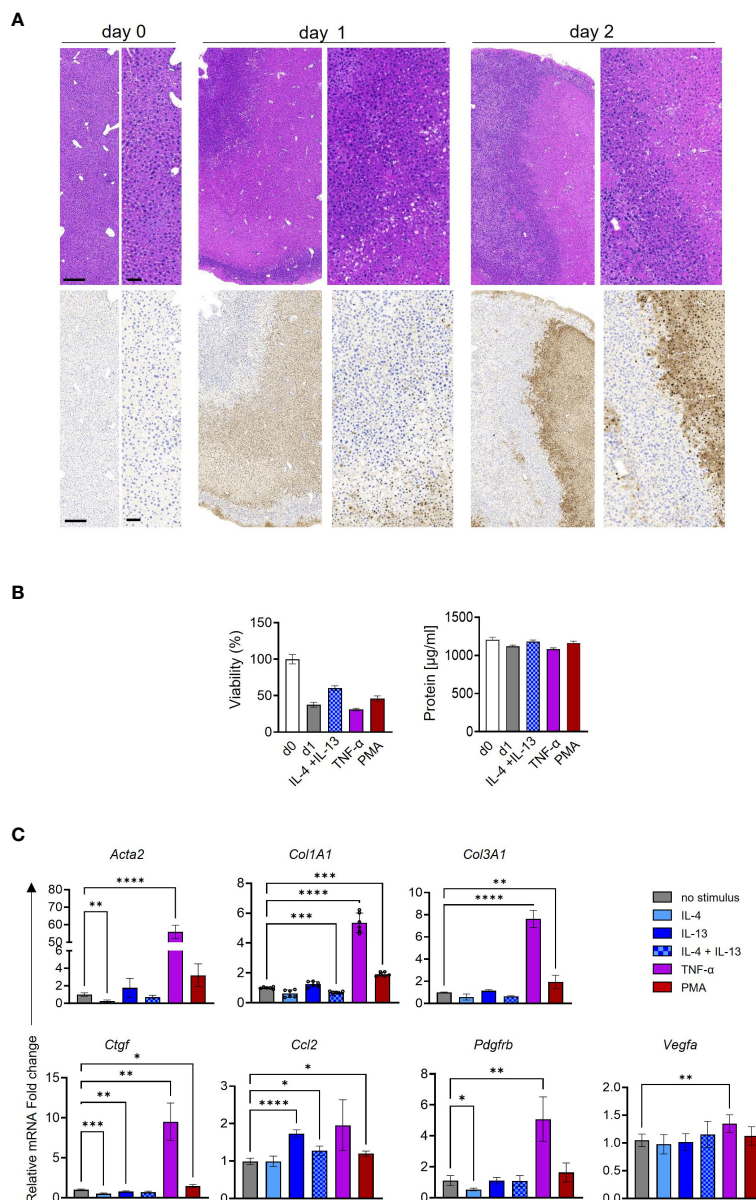 A
day 0
day 1
day 2
B
Viability (%)
150
100
50
0
d0
d1
IL-4 +IL-13
TNF-α
PMA
Protein [µg/ml]
1500
1000
500
0
d0
d1
IL-4 +IL-13
TNF-α
PMA
C
Relative mRNA Fold change
Acta2
80
70
60
50
4
2
0
**
****
Col1A1
8
6
4
2
0
***
****
***
Col3A1
10
8
6
4
2
0
****
**
no stimulus
IL-4
IL-13
IL-4 + IL-13
TNF-α
PMA
Ctgf
15
10
5
0
***
**
**
*
Ccl2
3
2
1
0
****
*
*
Pdgfrb
8
6
4
2
0
*
**
Vegfa
2.0
1.5
1.0
0.5
0.0
**